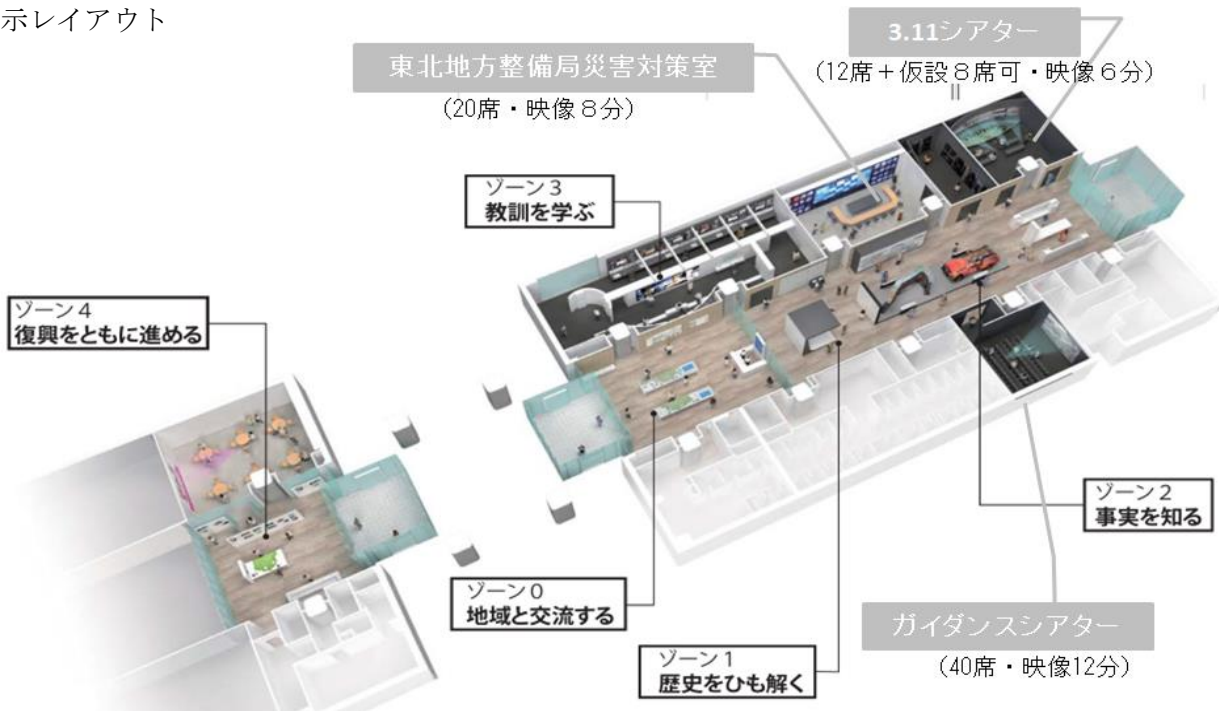 示レイアウト
3.11シアター
(12席+仮設8席可・映像6分)
東北地方整備局災害対策室
(20席・映像8分)
ゾーン3
教訓を学ぶ
ゾーン4
復興をともに進める
ゾーン2
事実を知る
ゾーン0
地域と交流する
ガイダンスシアター
(40席・映像12分)
ゾーン1
歴史をひも解く